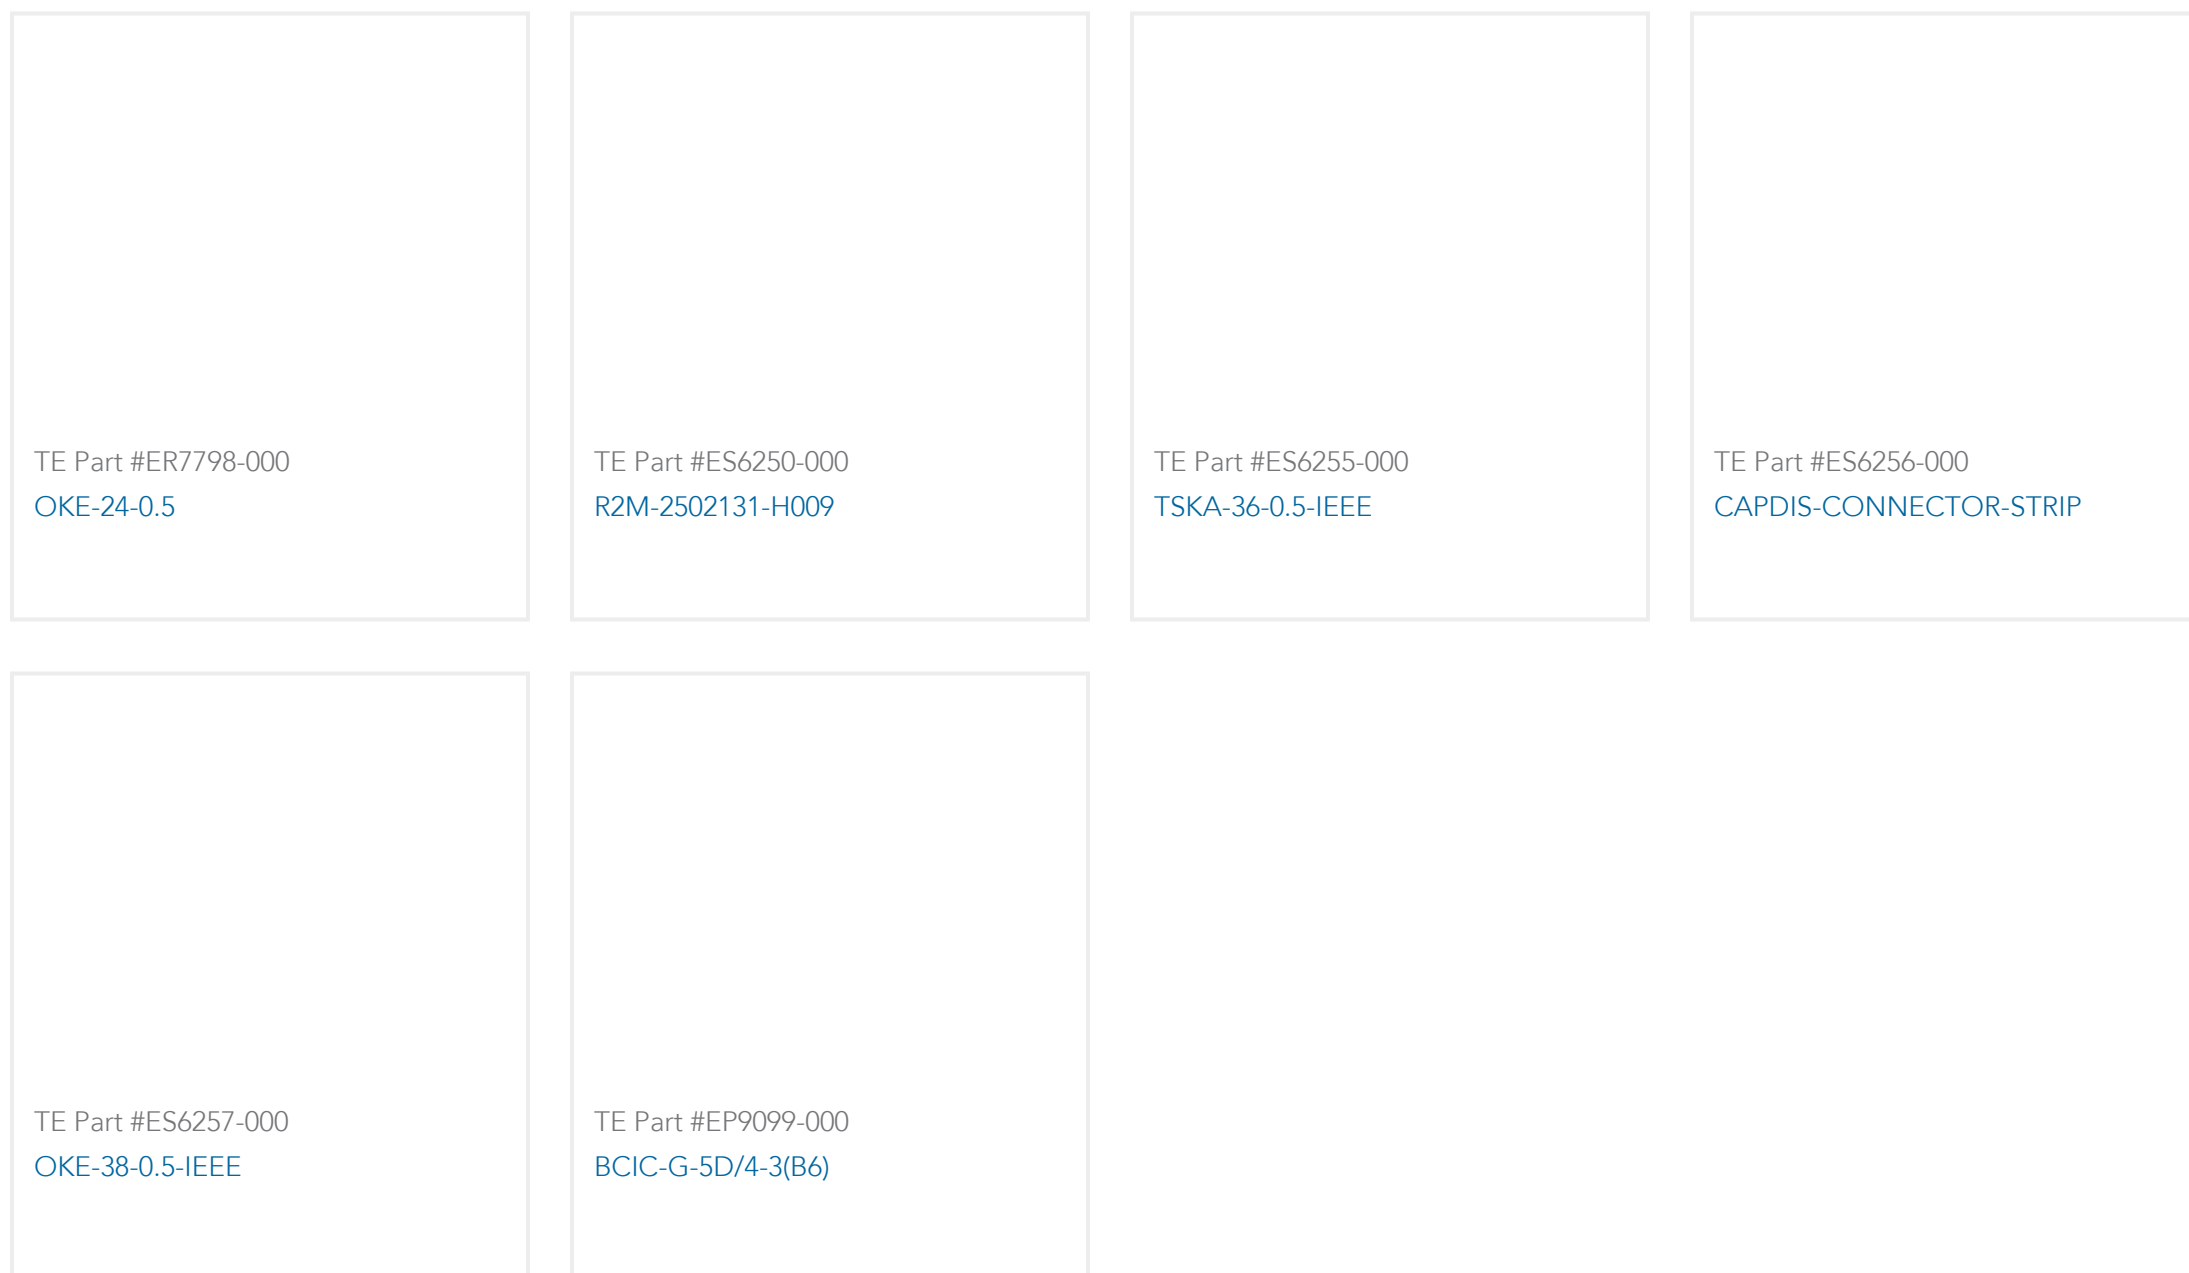 TE Part #ER7798-000
OKE-24-0.5
TE Part #ES6250-000
R2M-2502131-H009
TE Part #ES6255-000
TSKA-36-0.5-IEEE
TE Part #ES6256-000
CAPDIS-CONNECTOR-STRIP
TE Part #ES6257-000
OKE-38-0.5-IEEE
TE Part #EP9099-000
BCIC-G-5D/4-3(B6)